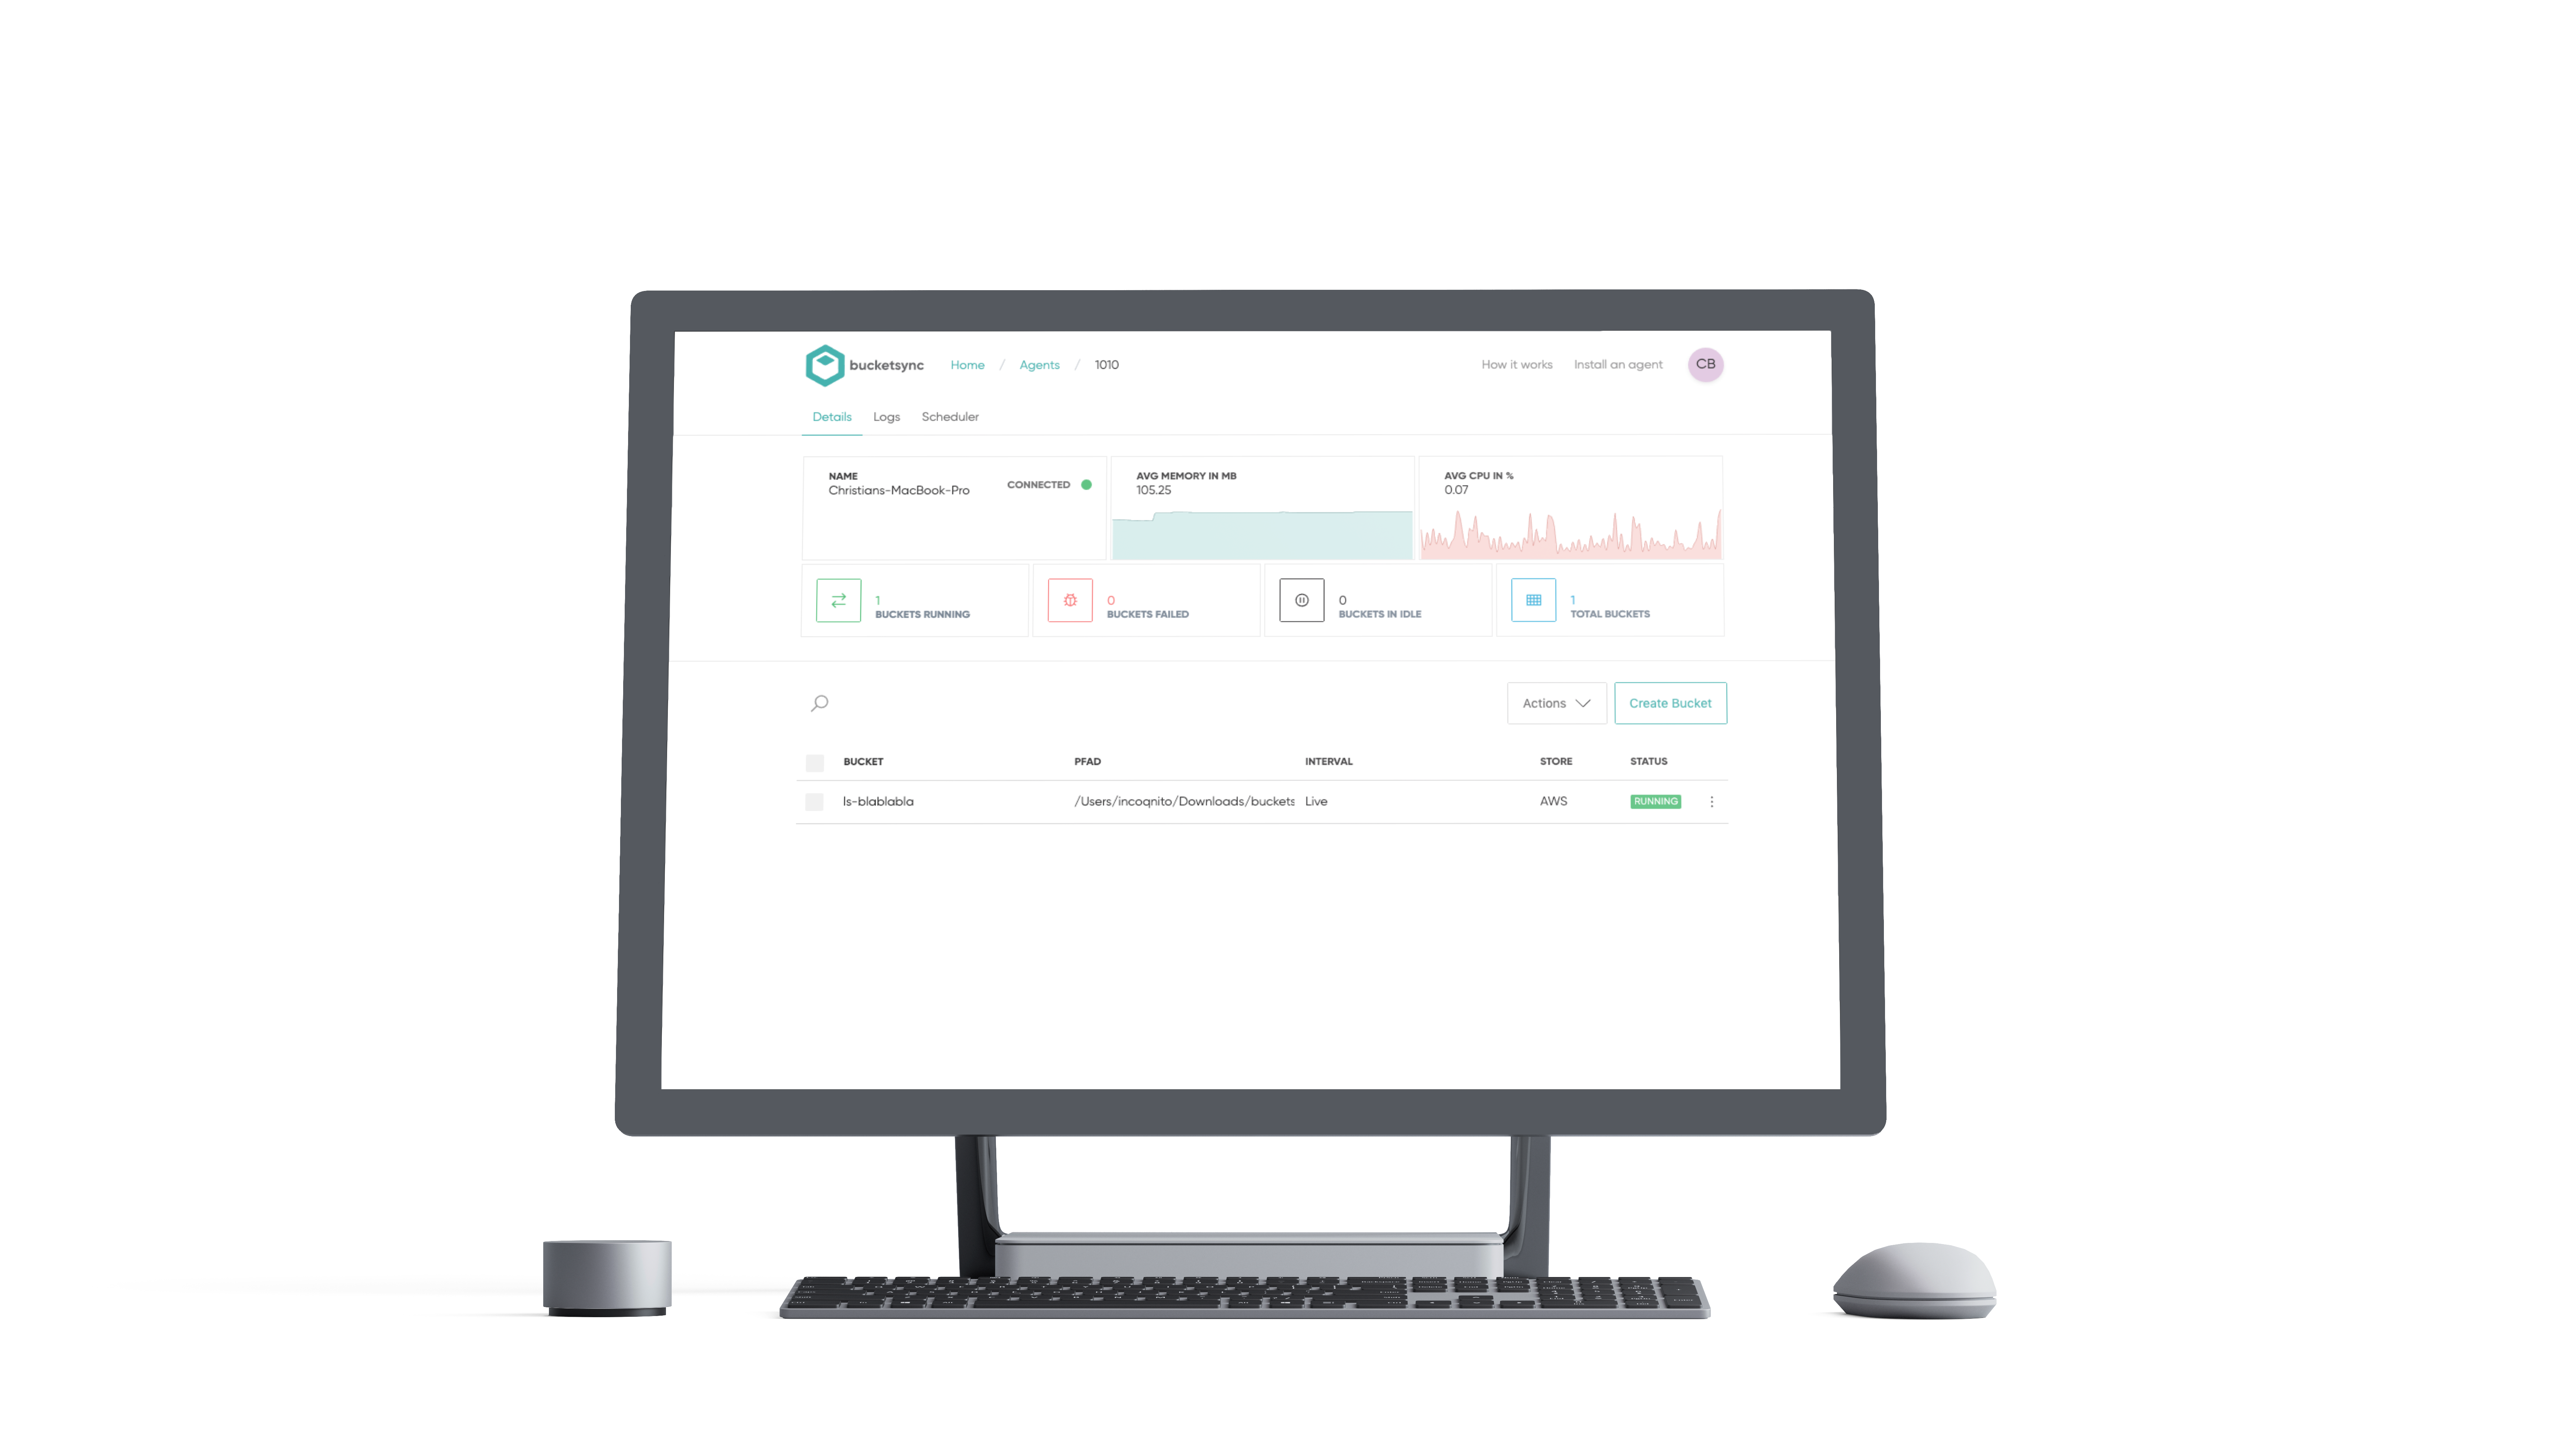 bucketsync Home / Agents / 1010 How it works Install an agent CB
Details Logs Scheduler
NAME
Christians-MacBook-Pro
CONNECTED
AVG MEMORY IN MB
105.25
AVG CPU IN %
0.07
1
BUCKETS RUNNING
0
BUCKETS FAILED
0
BUCKETS IN IDLE
1
TOTAL BUCKETS
Actions Create Bucket
BUCKET PFAD INTERVAL STORE STATUS
ls-blablabla /Users/incoqnito/Downloads/buckets Live AWS RUNNING